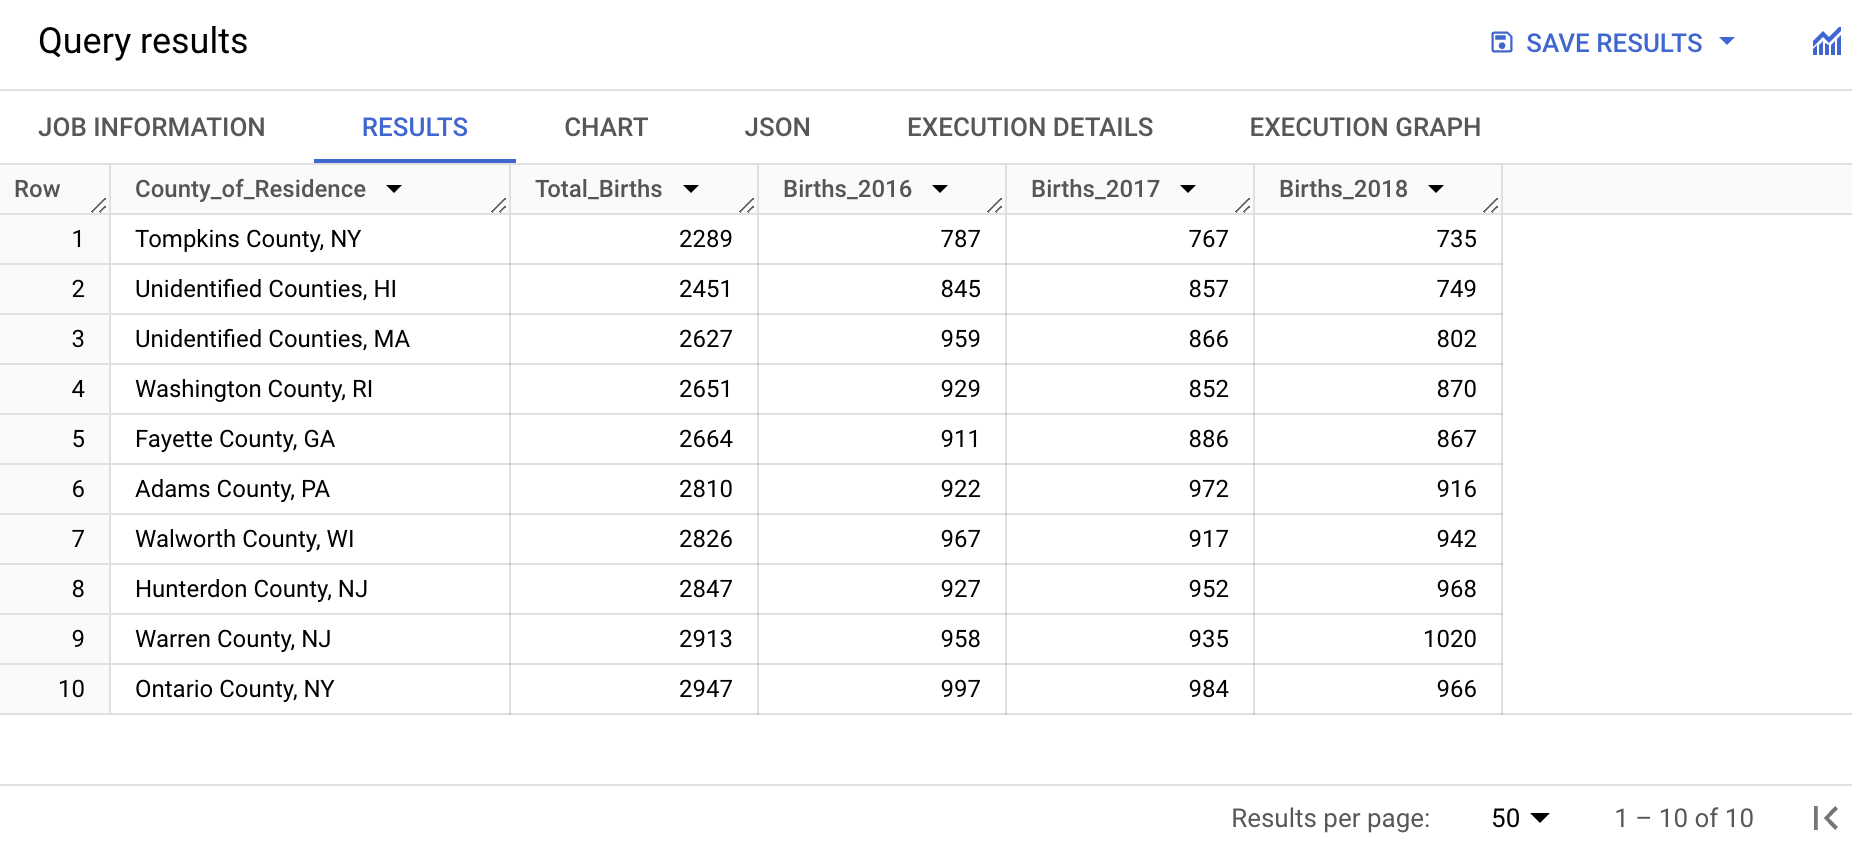 Query results
SAVE RESULTS
JOB INFORMATION RESULTS CHART JSON EXECUTION DETAILS EXECUTION GRAPH
Row County_of_Residence Total_Births Births_2016 Births_2017 Births_2018
1 Tompkins County, NY 2289 787 767 735
2 Unidentified Counties, HI 2451 845 857 749
3 Unidentified Counties, MA 2627 959 866 802
4 Washington County, RI 2651 929 852 870
5 Fayette County, GA 2664 911 886 867
6 Adams County, PA 2810 922 972 916
7 Walworth County, WI 2826 967 917 942
8 Hunterdon County, NJ 2847 927 952 968
9 Warren County, NJ 2913 958 935 1020
10 Ontario County, NY 2947 997 984 966
Results per page: 50 1 – 10 of 10